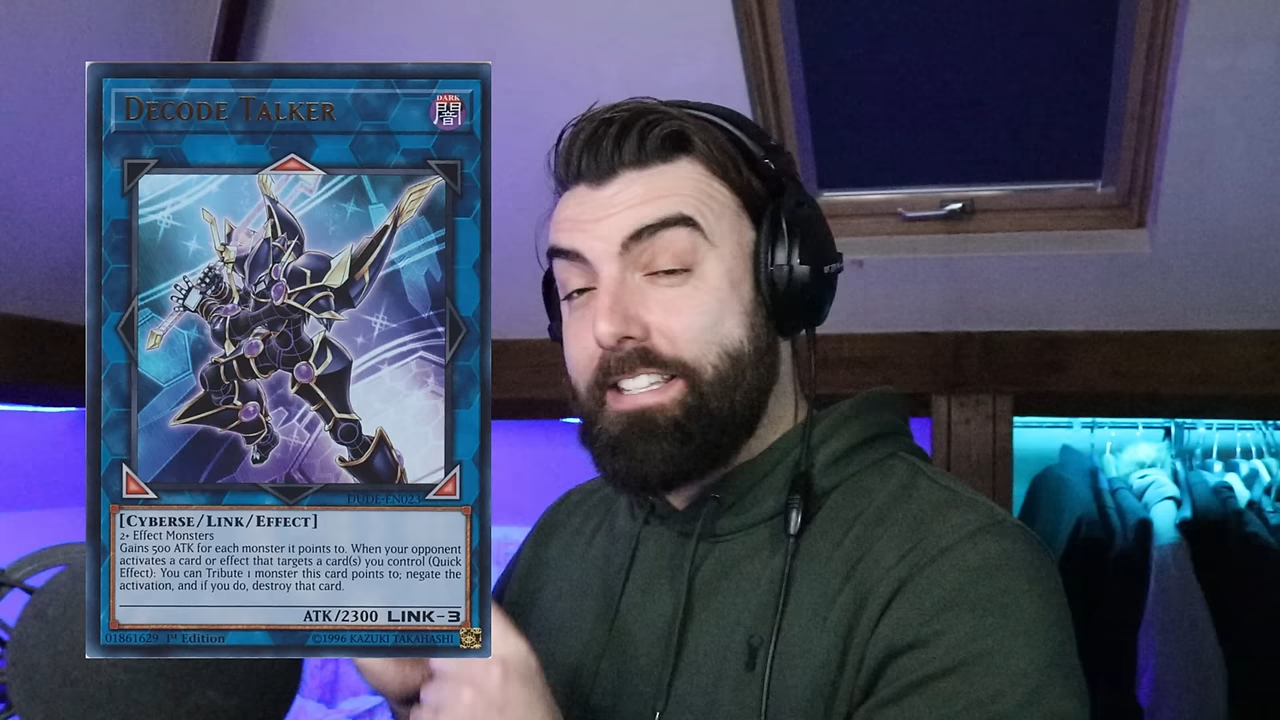 DECODE TALKER
DARK
闇
DUDE-EN023
[CYBERSE/LINK/EFFECT]
2+ Effect Monsters
Gains 500 ATK for each monster it points to. When your opponent
activates a card or effect that targets a card(s) you control (Quick
Effect): You can Tribute 1 monster this card points to; negate the
activation, and if you do, destroy that card.
ATK/2300 LINK-3
01861629 1st Edition ©1996 KAZUKI TAKAHASHI